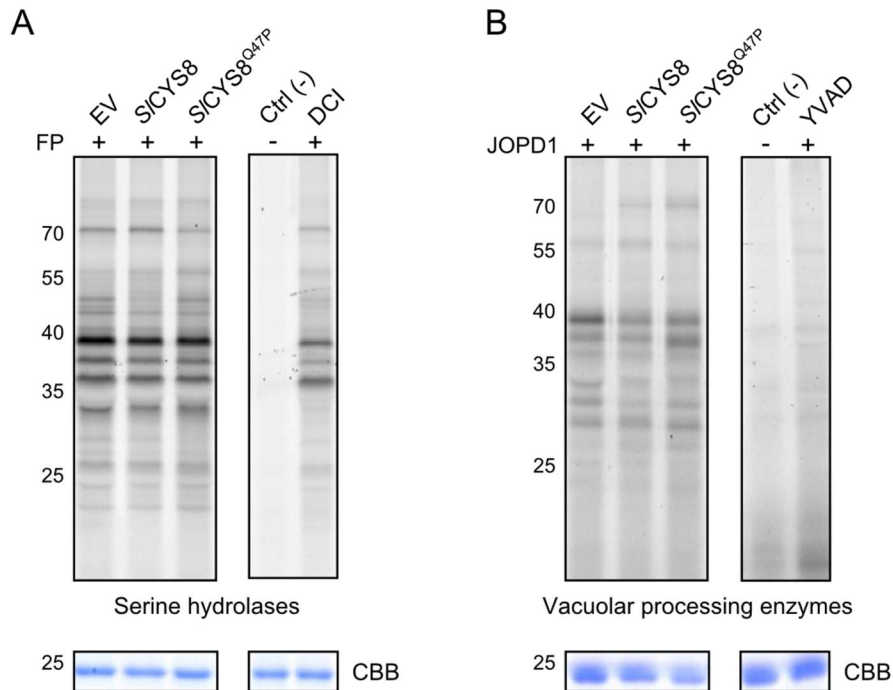 A
EV
SlCYS8
SlCYS8Q47P
Ctrl (-)
DCI
FP + + + - +
70
55
40
35
25
Serine hydrolases
25
CBB
B
EV
SlCYS8
SlCYS8Q47P
Ctrl (-)
YVAD
JOPD1 + + + - +
70
55
40
35
25
Vacuolar processing enzymes
25
CBB